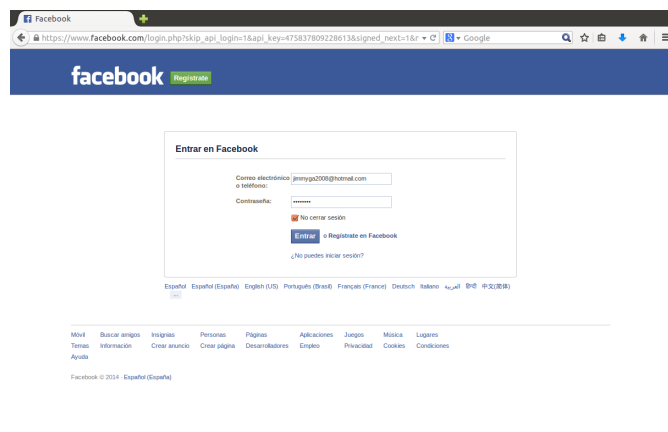 Facebook
https://www.facebook.com/login.php?skip_api_login=1&api_key=475837809228613&signed_next=1&r
Google
facebook Regístrate
Entrar en Facebook
Correo electrónico o teléfono: jimmyga2008@hotmail.com
Contraseña: ••••••••
No cerrar sesión
Entrar o Regístrate en Facebook
¿No puedes iniciar sesión?
Español Español (España) English (US) Português (Brasil) Français (France) Deutsch Italiano العربية हिन्दी 中文(简体)
...
Móvil Buscar amigos Insignias Personas Páginas Aplicaciones Juegos Música Lugares
Temas Información Crear anuncio Crear página Desarrolladores Empleo Privacidad Cookies Condiciones
Ayuda
Facebook © 2014 · Español (España)